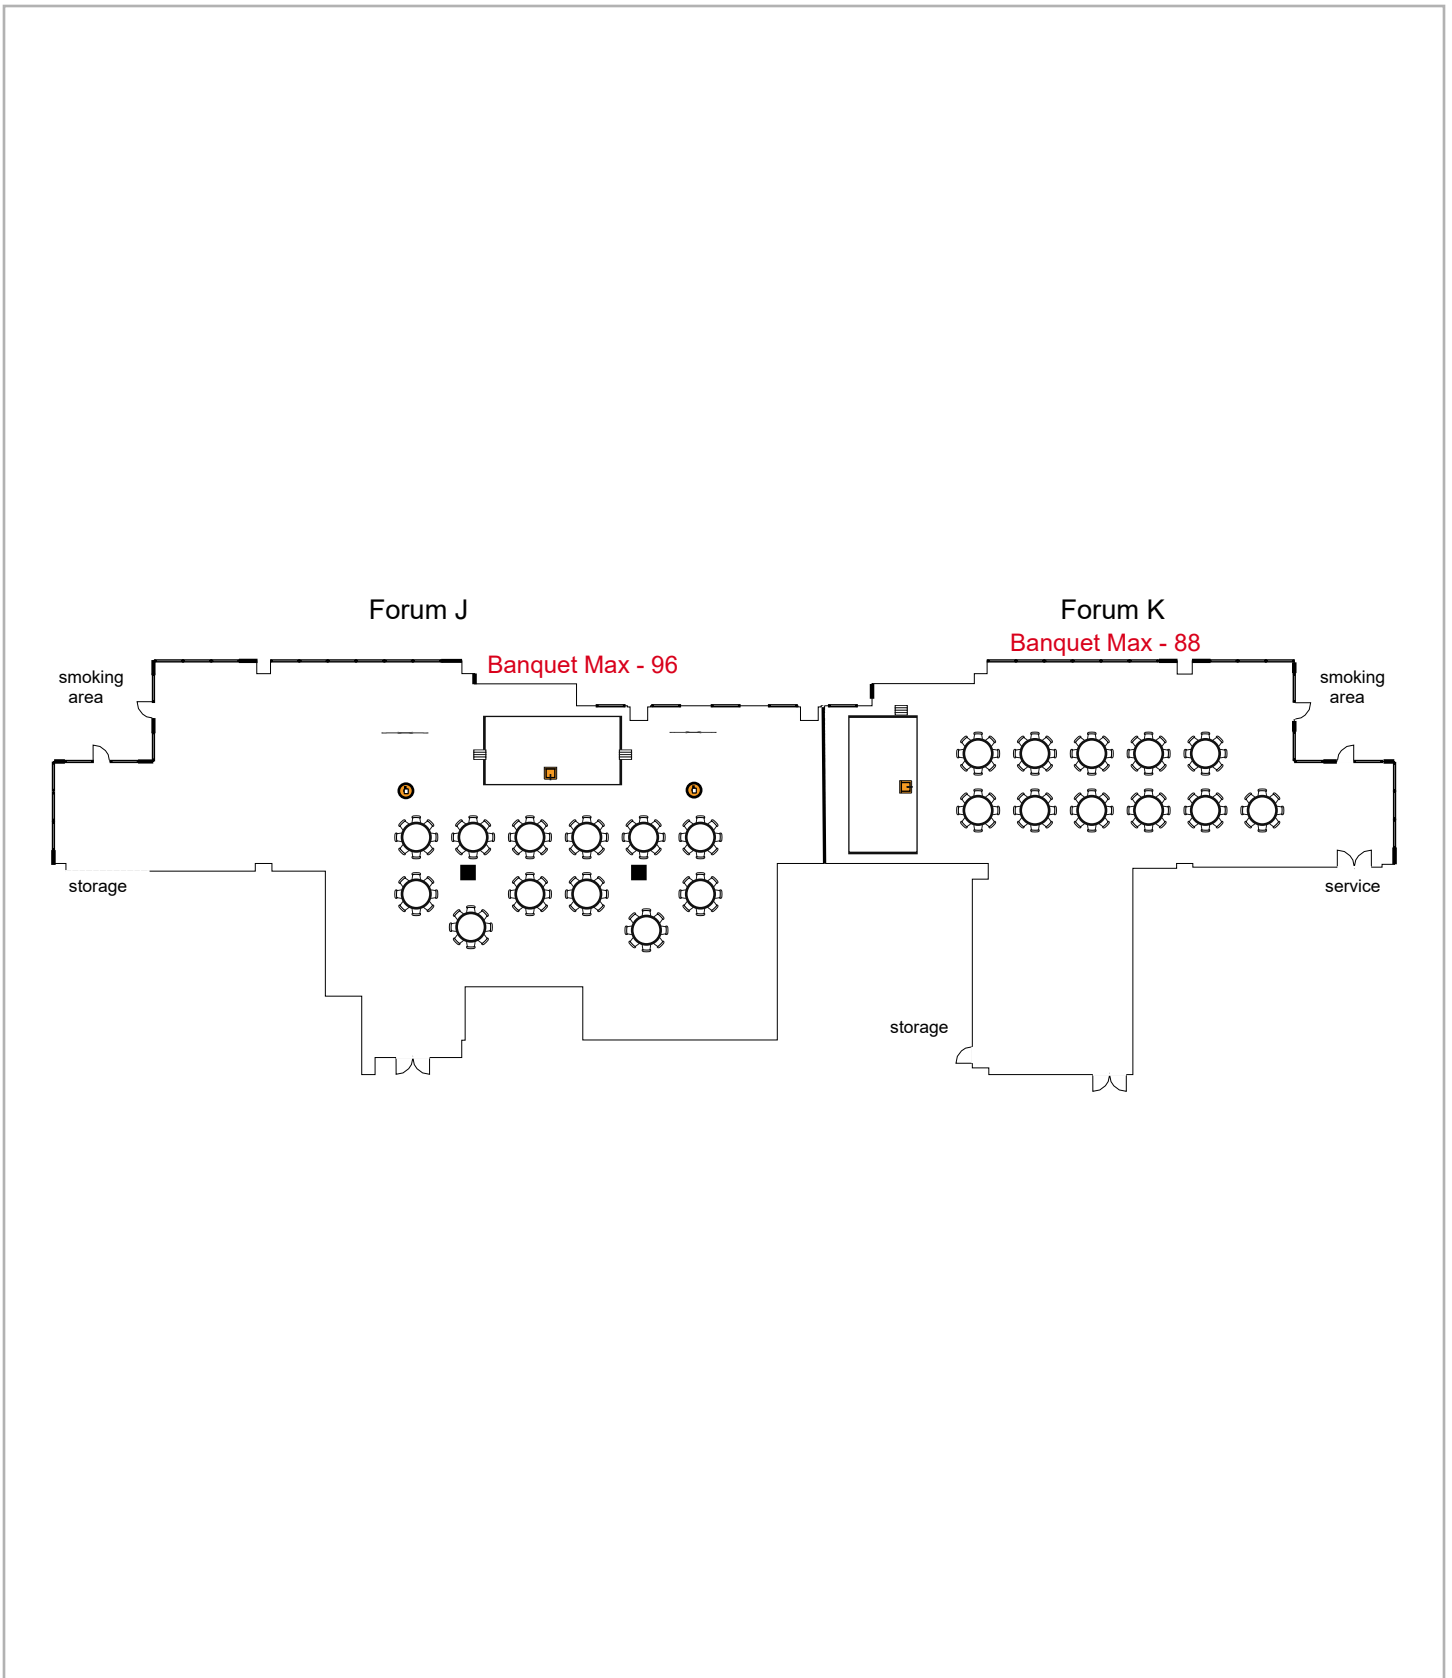 Forum J
Forum K
Banquet Max - 96
Banquet Max - 88
smoking
area
smoking
area
storage
service
storage